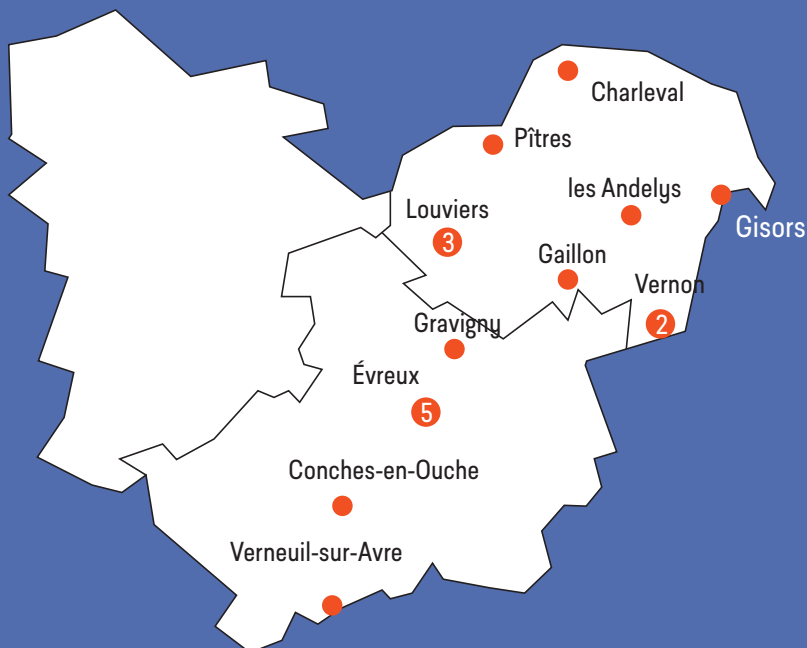 Charleval
Pîtres
les Andelys
Louviers
Gisors
3
Gaillon
Vernon
2
Gravigny
Évreux
5
Conches-en-Ouche
Verneuil-sur-Avre